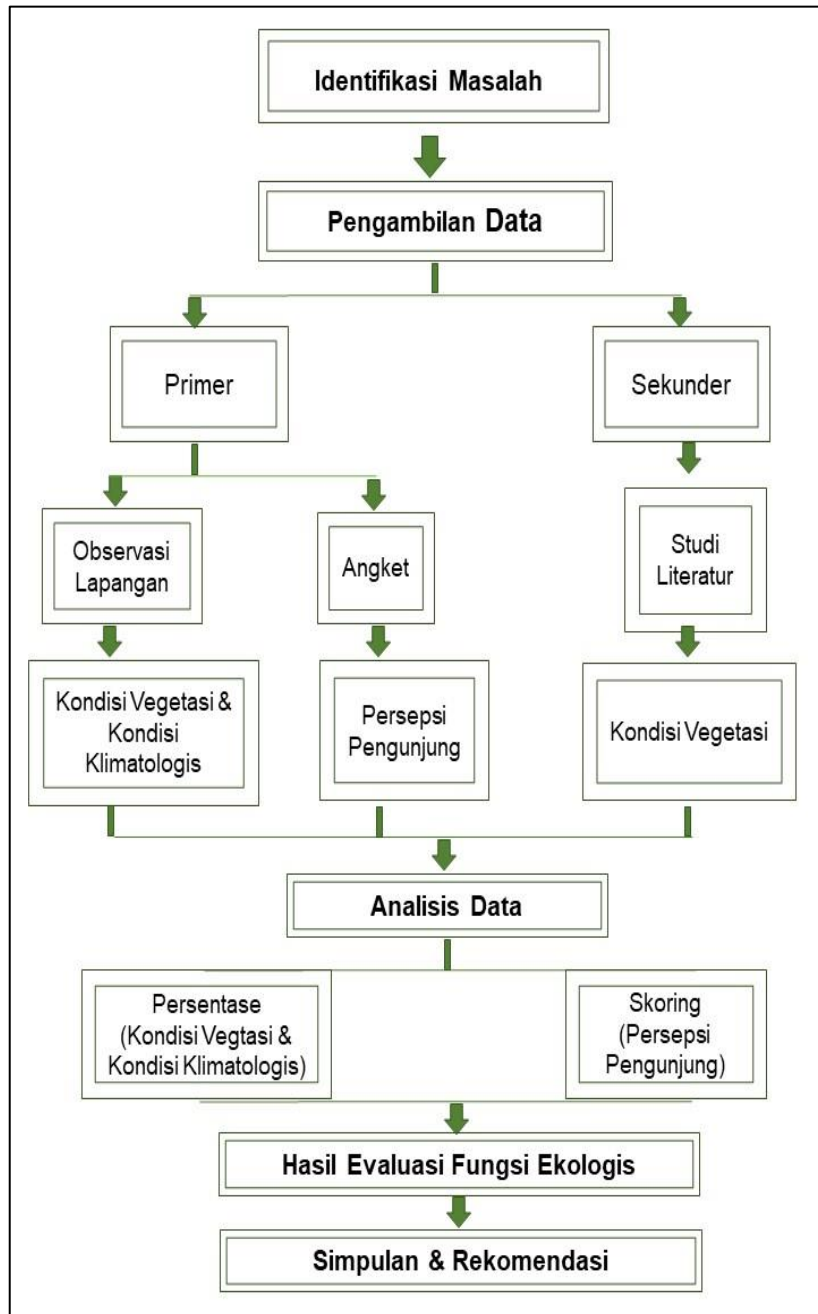 Identifikasi Masalah
Pengambilan Data
Primer
Sekunder
Observasi
Lapangan
Angket
Studi
Literatur
Kondisi Vegetasi &
Kondisi
Klimatologis
Persepsi
Pengunjung
Kondisi Vegetasi
Analisis Data
Persentase
(Kondisi Vegtasi &
Kondisi Klimatologis)
Skoring
(Persepsi
Pengunjung)
Hasil Evaluasi Fungsi Ekologis
Simpulan & Rekomendasi